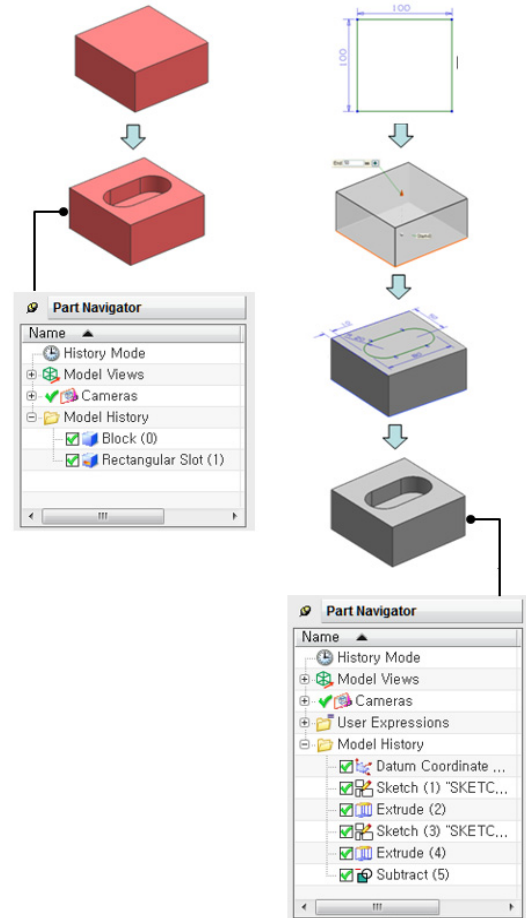 100
100
Part Navigator
Name
History Mode
Model Views
Cameras
Model History
Block (0)
Rectangular Slot (1)
Part Navigator
Name
History Mode
Model Views
Cameras
User Expressions
Model History
Datum Coordinate ...
Sketch (1) "SKETC...
Extrude (2)
Sketch (3) "SKETC...
Extrude (4)
Subtract (5)